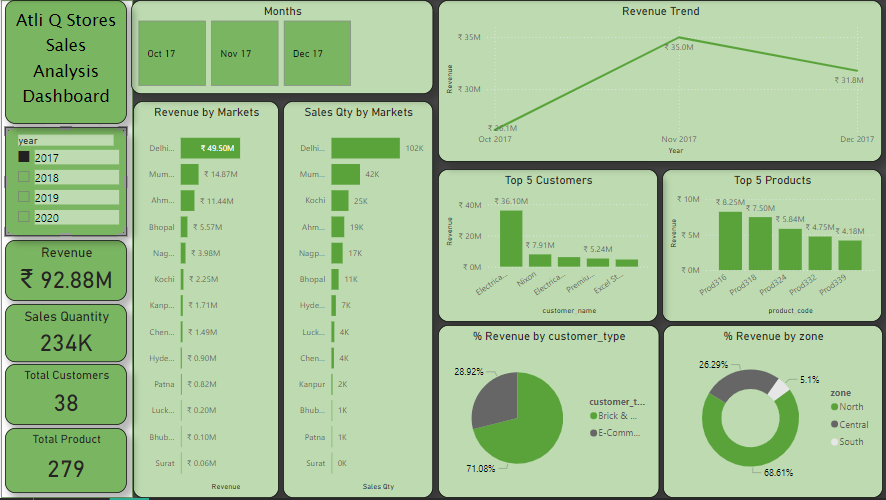 Atli Q Stores
Sales
Analysis
Dashboard
year
2017
2018
2019
2020
Revenue
₹ 92.88M
Sales Quantity
234K
Total Customers
38
Total Product
279
Months
Oct 17
Nov 17
Dec 17
Revenue by Markets
Delhi... ₹ 49.50M
Mum... ₹ 14.87M
Ahm... ₹ 11.44M
Bhopal ₹ 5.57M
Nag... ₹ 3.98M
Kochi ₹ 2.25M
Kanp... ₹ 1.71M
Chen... ₹ 1.49M
Hyde... ₹ 0.90M
Patna ₹ 0.82M
Luck... ₹ 0.20M
Bhub... ₹ 0.10M
Surat ₹ 0.06M
Revenue
Sales Qty by Markets
Delhi... 102K
Mum... 42K
Kochi 25K
Ahm... 19K
Nagp... 17K
Bhopal 11K
Hyde... 7K
Luck... 4K
Chen... 4K
Kanpur 2K
Bhub... 1K
Patna 1K
Surat 0K
Sales Qty
Revenue Trend
Revenue
₹ 35M
₹ 30M
₹ 26.1M
₹ 35.0M
₹ 31.8M
Oct 2017
Nov 2017
Dec 2017
Year
Top 5 Customers
Revenue
₹ 40M
₹ 20M
₹ 0M
₹ 36.10M
₹ 7.91M
₹ 5.24M
Electrica...
Nixon
Electrica...
Premiu...
Excel St...
customer_name
Top 5 Products
Revenue
₹ 10M
₹ 5M
₹ 0M
₹ 8.25M
₹ 7.50M
₹ 5.84M
₹ 4.75M
₹ 4.18M
Prod316
Prod318
Prod324
Prod332
Prod339
product_code
% Revenue by customer_type
28.92%
71.08%
customer_t...
Brick & ...
E-Comm...
% Revenue by zone
26.29%
5.1%
68.61%
zone
North
Central
South